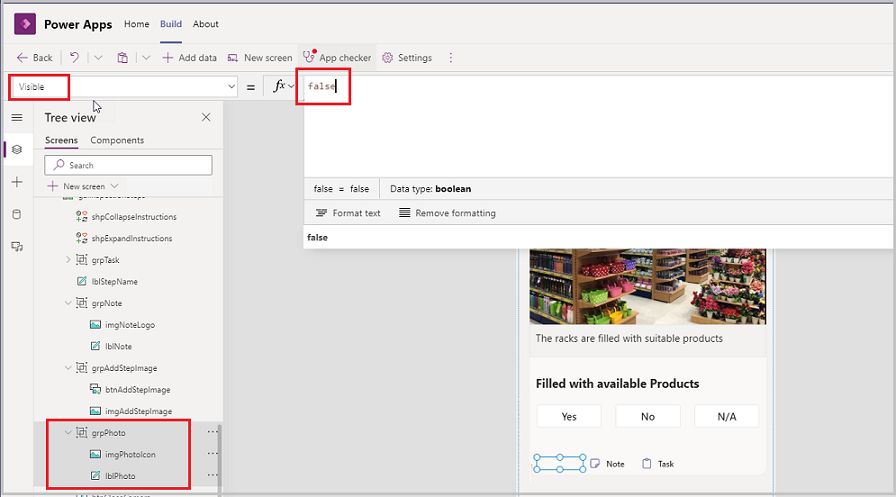 Power Apps Home Build About
Back Add data New screen App checker Settings
Visible = fx false
Tree view
Screens Components
Search
New screen
false = false Data type: boolean
Format text Remove formatting
false
shpCollapseInstructions
shpExpandInstructions
grpTask
lblStepName
grpNote
imgNoteLogo
lblNote
grpAddStepImage
btnAddStepImage
imgAddStepImage
grpPhoto
imgPhotoIcon
lblPhoto
The racks are filled with suitable products
Filled with available Products
Yes No N/A
Note Task